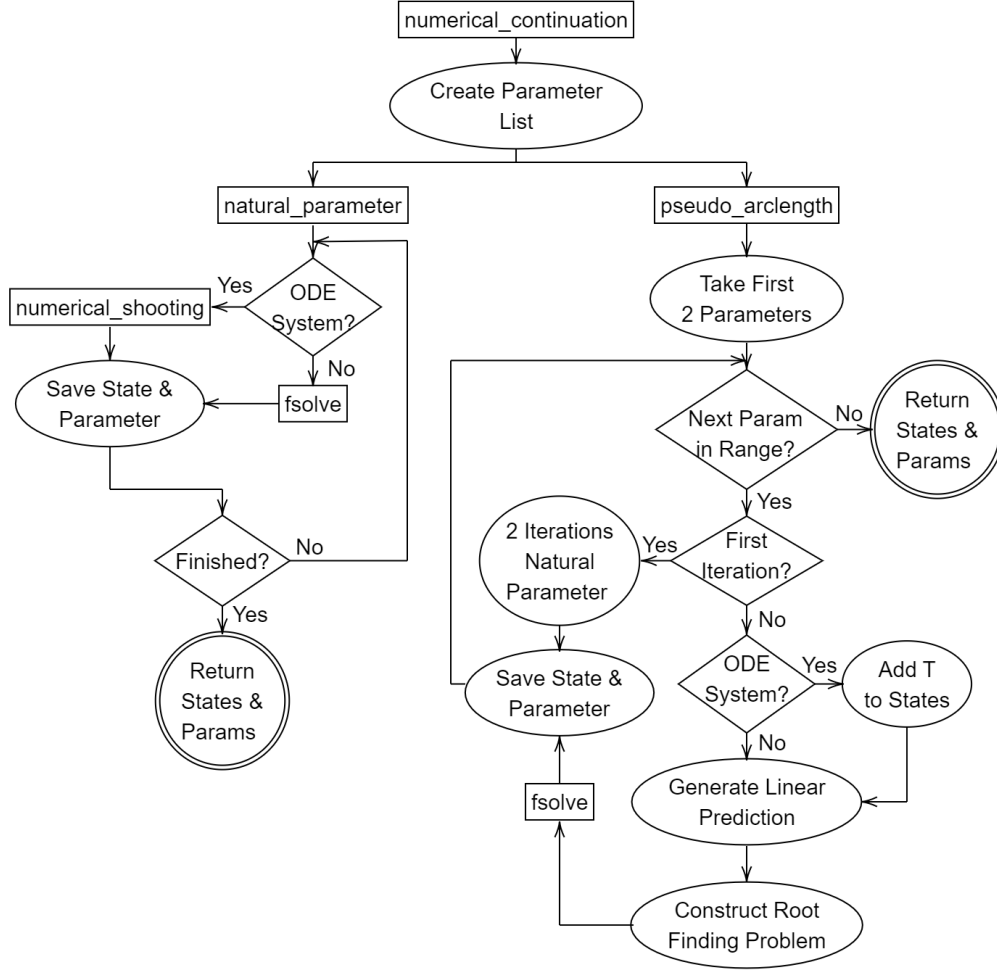 numerical_continuation
Create Parameter
List
natural_parameter
ODE
System?
Yes
numerical_shooting
No
fsolve
Save State &
Parameter
Finished?
No
Yes
Return
States &
Params
pseudo_arclength
Take First
2 Parameters
Next Param
in Range?
No
Return
States &
Params
Yes
First
Iteration?
Yes
2 Iterations
Natural
Parameter
Save State &
Parameter
No
ODE
System?
Yes
Add T
to States
No
Generate Linear
Prediction
Construct Root
Finding Problem
fsolve